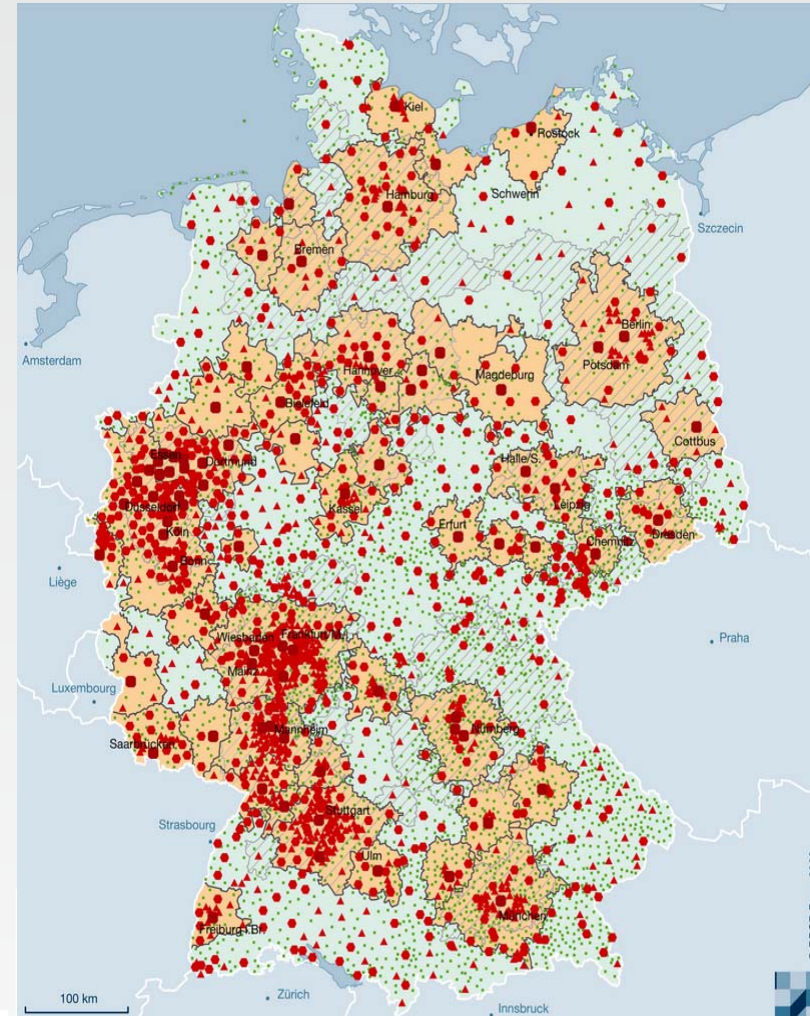 Kiel
Rostock
Schwerin
Hamburg
Szczecin
Bremen
Berlin
Amsterdam
Hannover
Potsdam
Magdeburg
Bielefeld
Cottbus
Essen
Dortmund
Halle/S.
Düsseldorf
Kassel
Leipzig
Köln
Erfurt
Dresden
Chemnitz
Bonn
Liège
Wiesbaden
Frankfurt/M.
Praha
Mainz
Luxembourg
Mannheim
Nürnberg
Saarbrücken
Stuttgart
Strasbourg
Ulm
München
Freiburg i.Br.
100 km
Zürich
Innsbruck